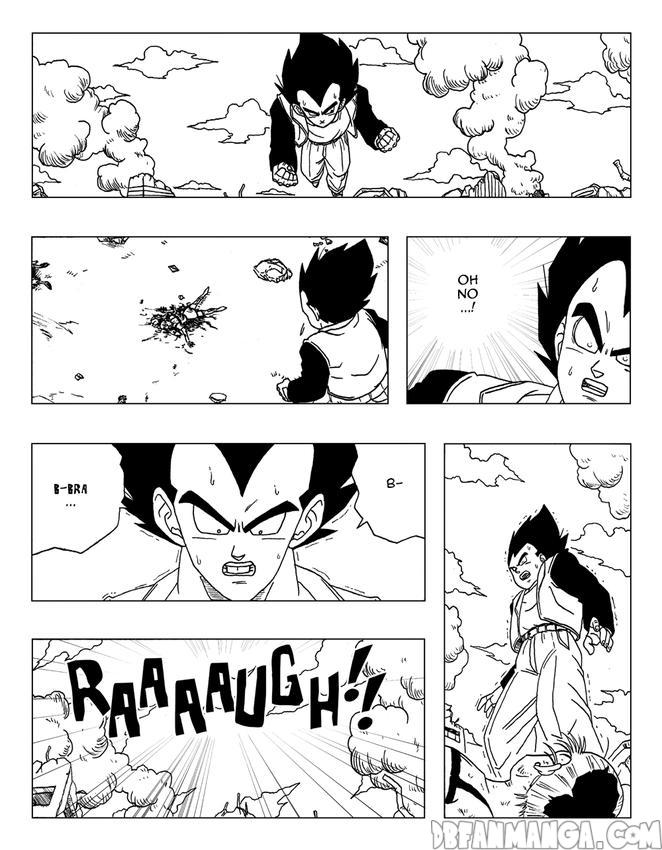 OH
NO
...!
B-
B-BRA
...
RAAAAUGH!!
DBFANMANGA.COM